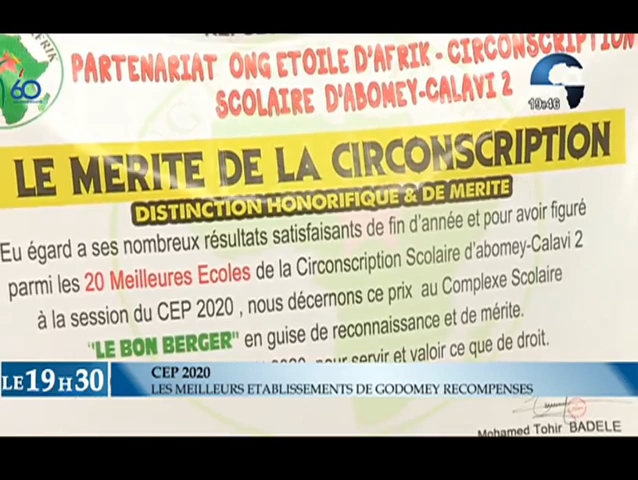 PARTENARIAT ONG ETOILE D'AFRIK - CIRCONSCRIPTION
SCOLAIRE D'ABOMEY-CALAVI 2
60
19:46
LE MERITE DE LA CIRCONSCRIPTION
DISTINCTION HONORIFIQUE & DE MERITE
Eu égard a ses nombreux résultats satisfaisants de fin d'année et pour avoir figuré
parmi les 20 Meilleures Ecoles de la Circonscription Scolaire d'abomey-Calavi 2
à la session du CEP 2020 , nous décernons ce prix au Complexe Scolaire
"LE BON BERGER" en guise de reconnaissance et de mérite.
2020, pour servir et valoir ce que de droit.
LE 19H30
CEP 2020
LES MEILLEURS ETABLISSEMENTS DE GODOMEY RECOMPENSES
Mohamed Tohir BADELE